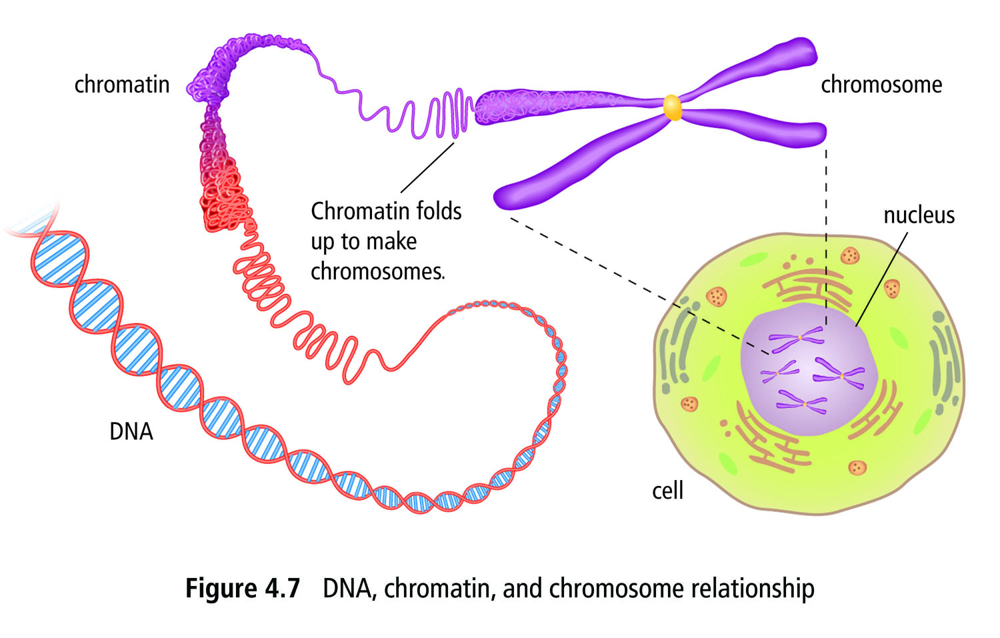 chromatin
chromosome
Chromatin folds
up to make
chromosomes.
nucleus
DNA
cell
Figure 4.7 DNA, chromatin, and chromosome relationship